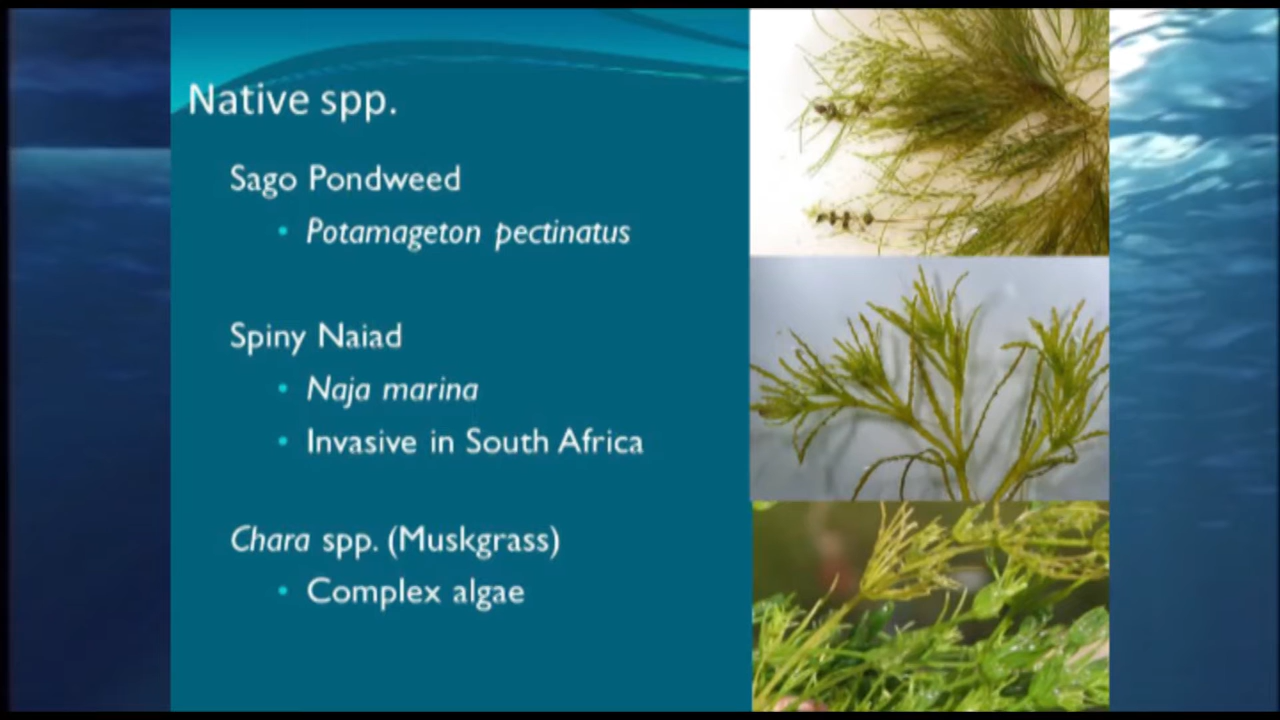 Native spp.
Sago Pondweed
• Potamageton pectinatus
Spiny Naiad
• Naja marina
• Invasive in South Africa
Chara spp. (Muskgrass)
• Complex algae